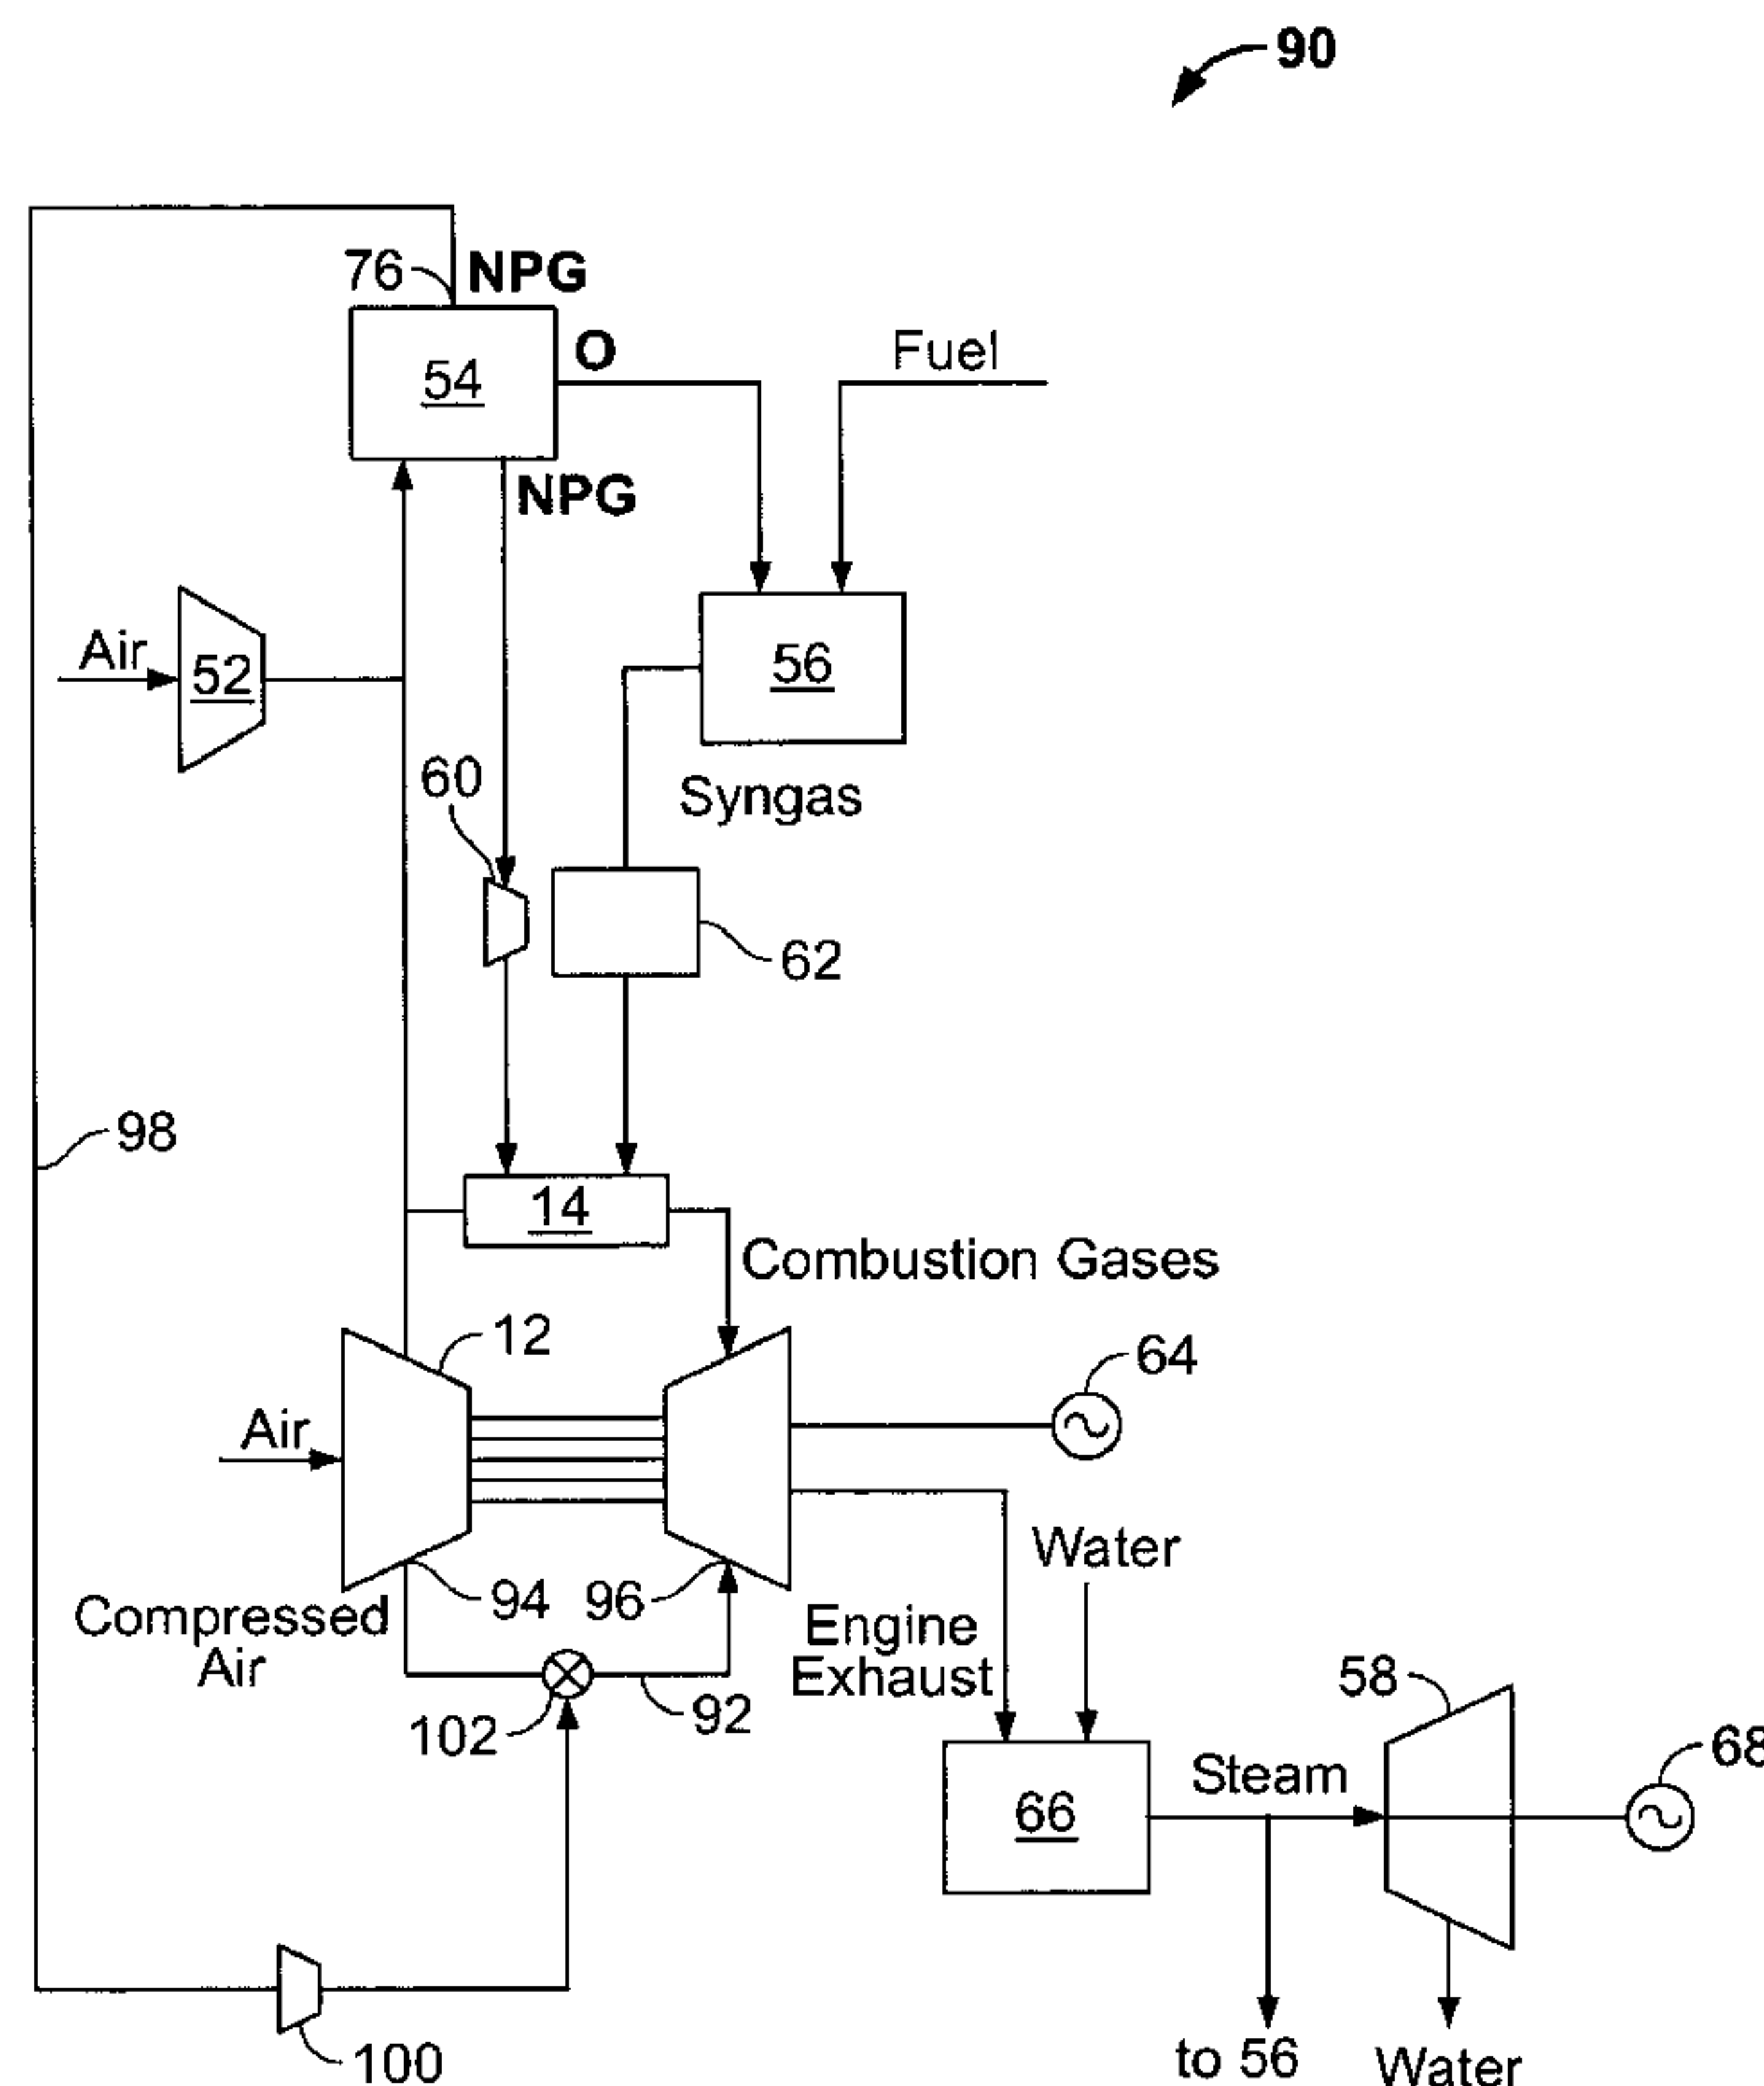 90
76
NPG
O
Fuel
54
NPG
Air
52
56
60
Syngas
62
98
14
Combustion Gases
12
64
Air
Water
94
96
Compressed
Air
Engine
Exhaust
58
102
92
68
Steam
66
100
to 56
Water